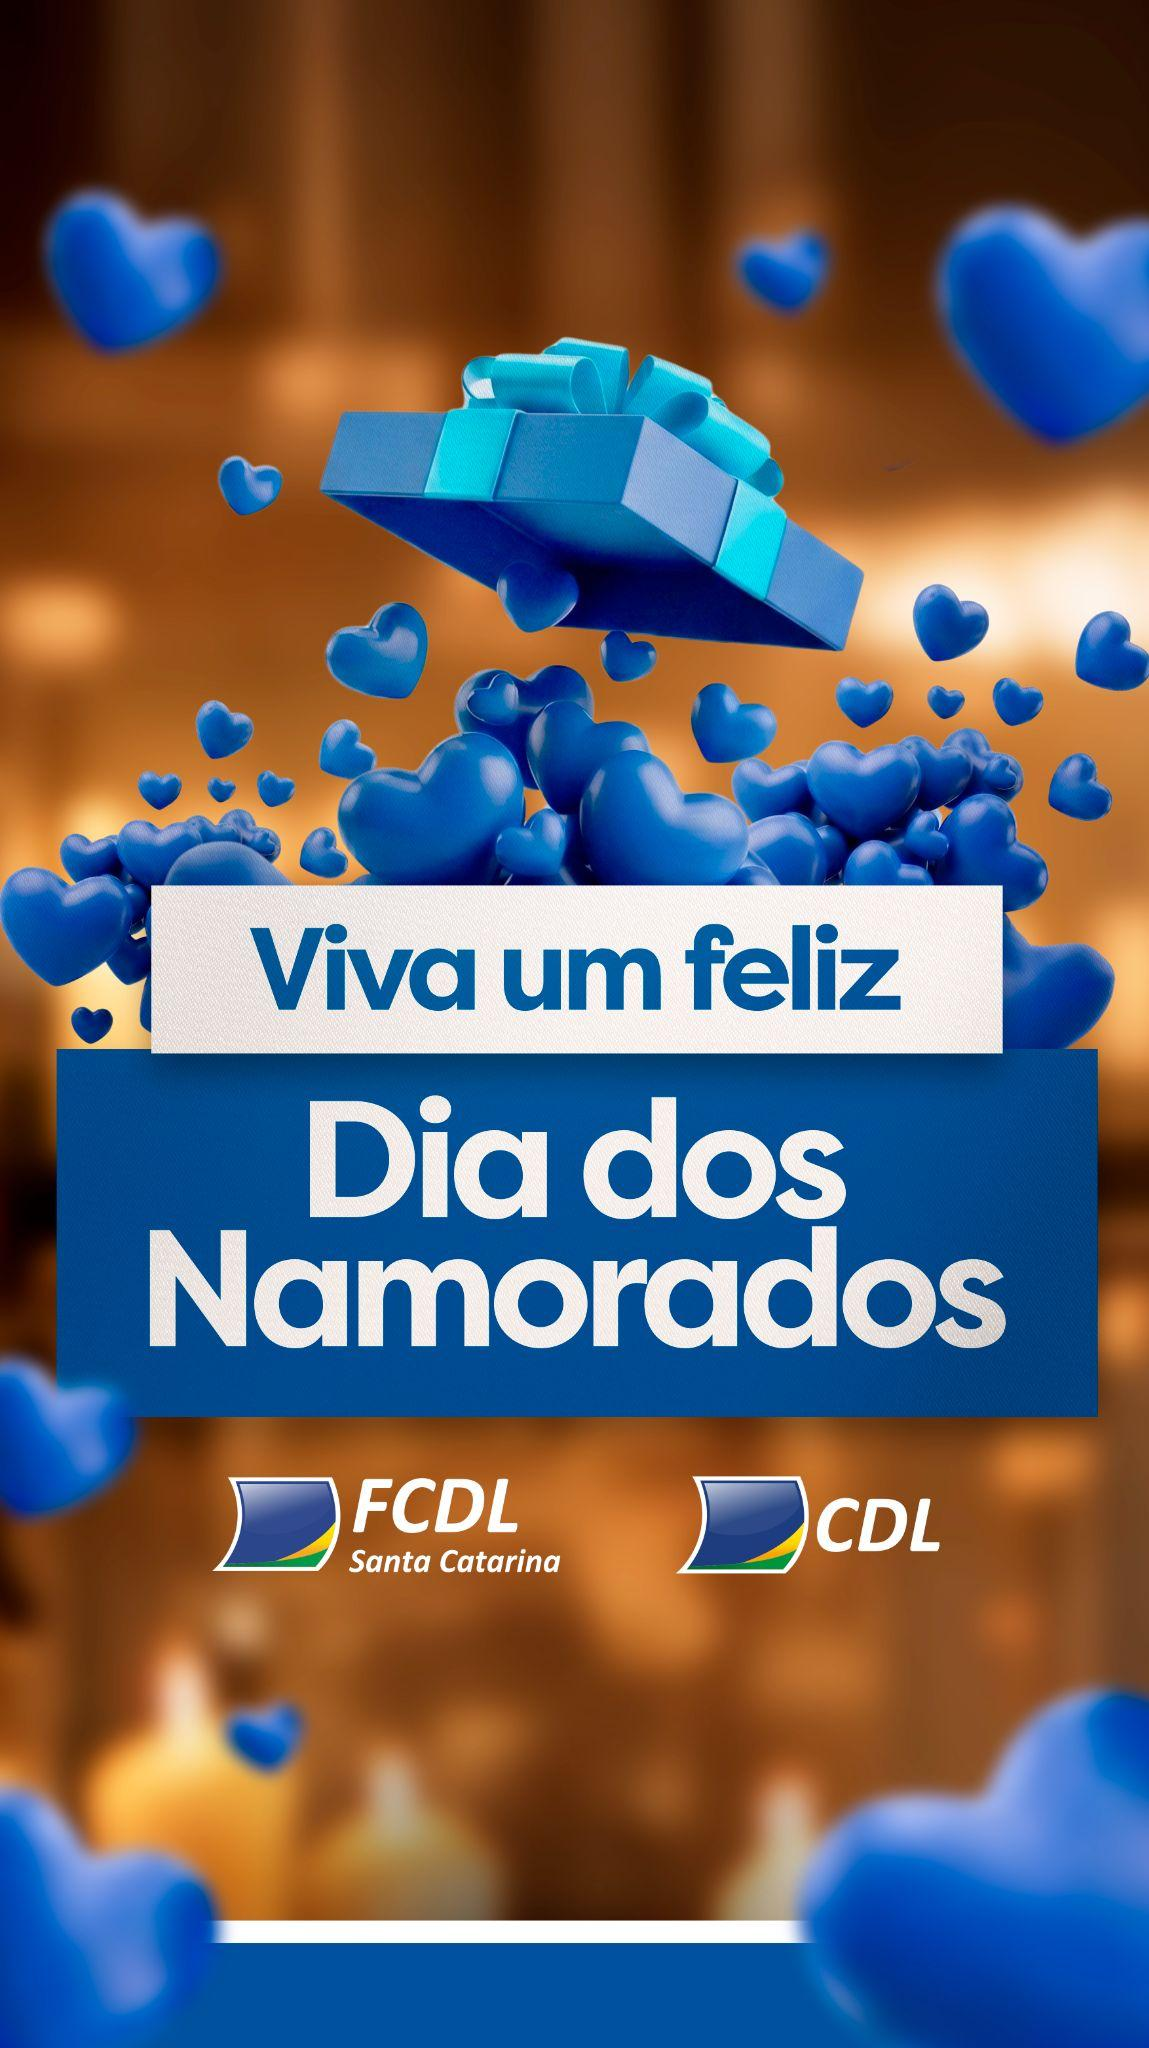 Viva um feliz
Dia dos
Namorados
FCDL
Santa Catarina
CDL